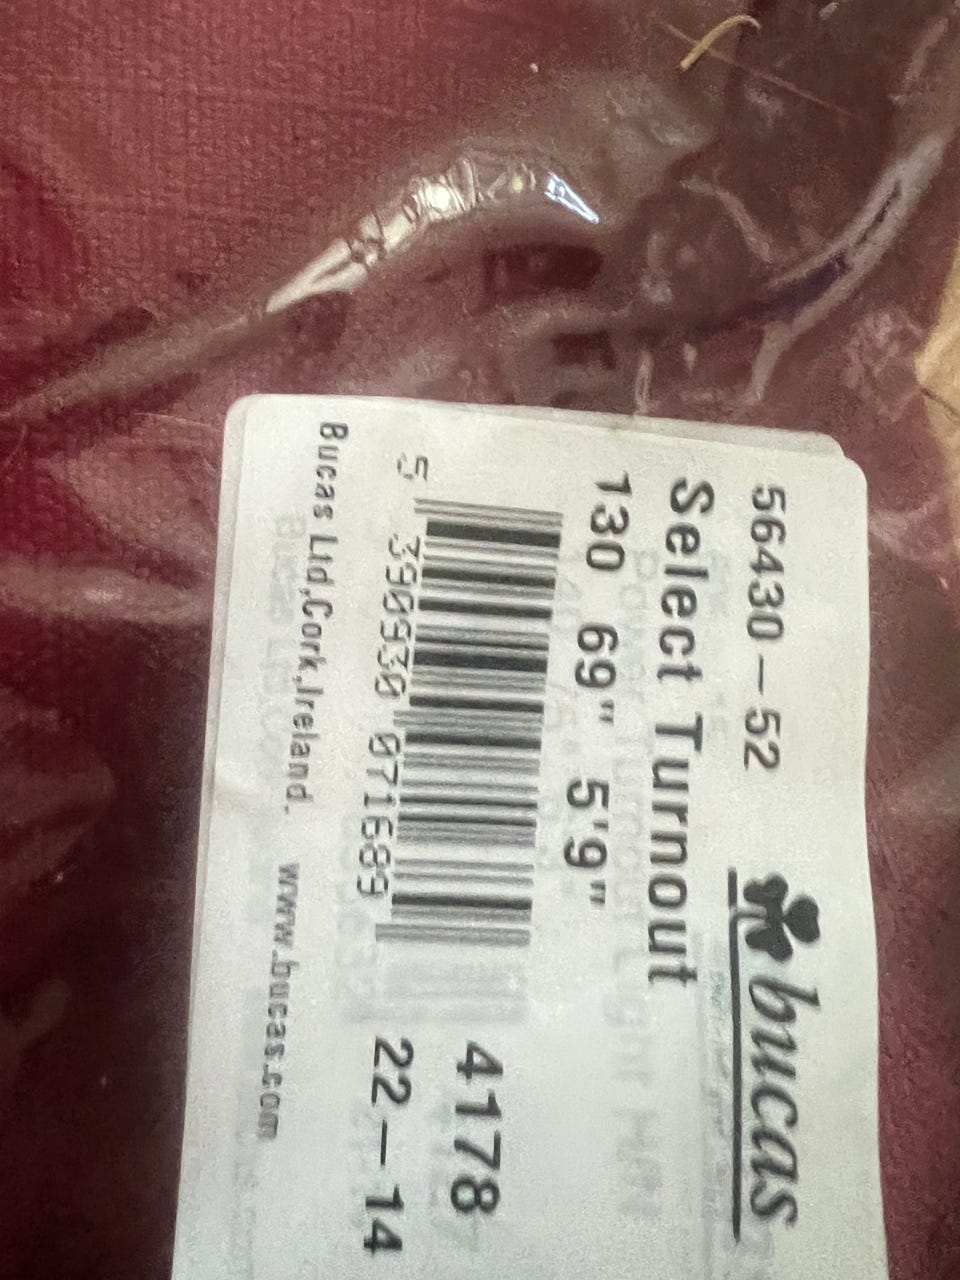 56430-52
bucas
Select Turnout
130 69" 5'9"
5 390930 071689
4178
22-14
Bucas Ltd,Cork,Ireland. www.bucas.com